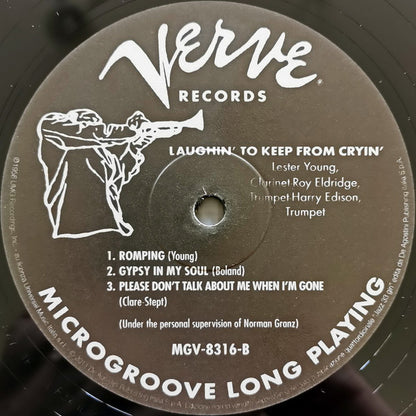 Verve
RECORDS
LAUGHIN' TO KEEP FROM CRYIN'
Lester Young,
Clarinet-Roy Eldridge,
Trumpet-Harry Edison,
Trumpet
1. ROMPING (Young)
2. GYPSY IN MY SOUL (Boland)
3. PLEASE DON'T TALK ABOUT ME WHEN I'M GONE
(Clare-Stept)
(Under the personal supervision of Norman Granz)
MGV-8316-B
MICROGROOVE LONG PLAYING